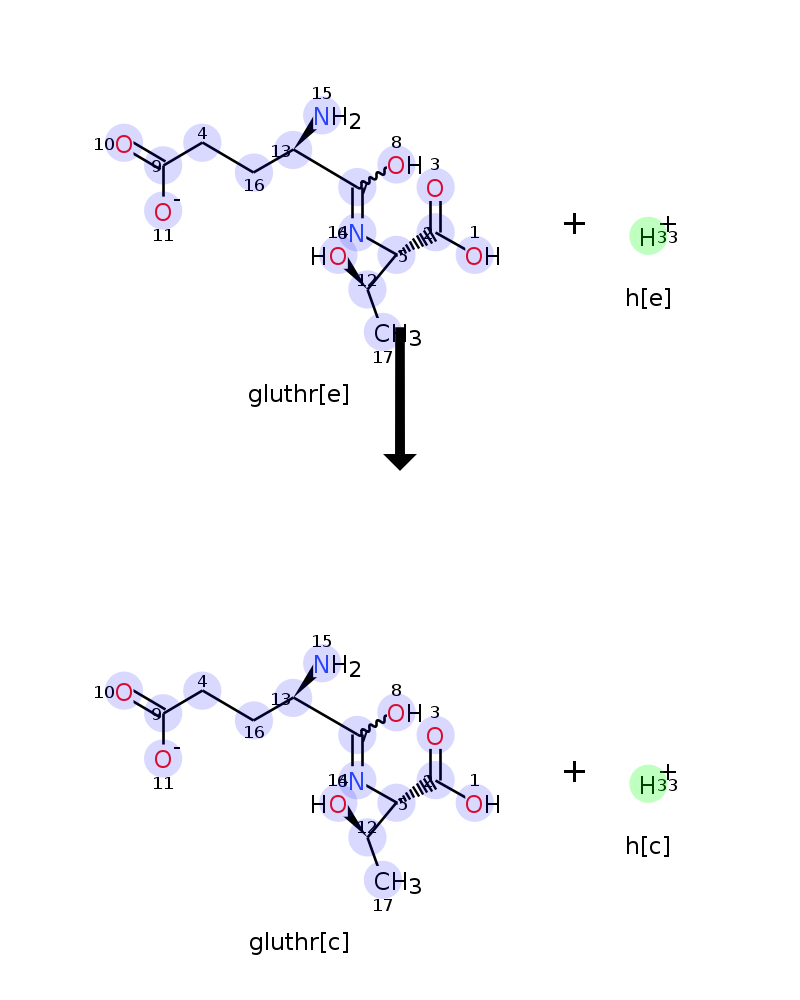 15
NH2
10 O 4 13 8
9 OH 3
16 O
O-
11 N 1
HO 5 OH
12
CH3
17
+
H+
33
h[e]
gluthr[e]
15
NH2
10 O 4 13 8
9 OH 3
16 O
O-
11 N 1
HO 5 OH
12
CH3
17
+
H+
33
h[c]
gluthr[c]